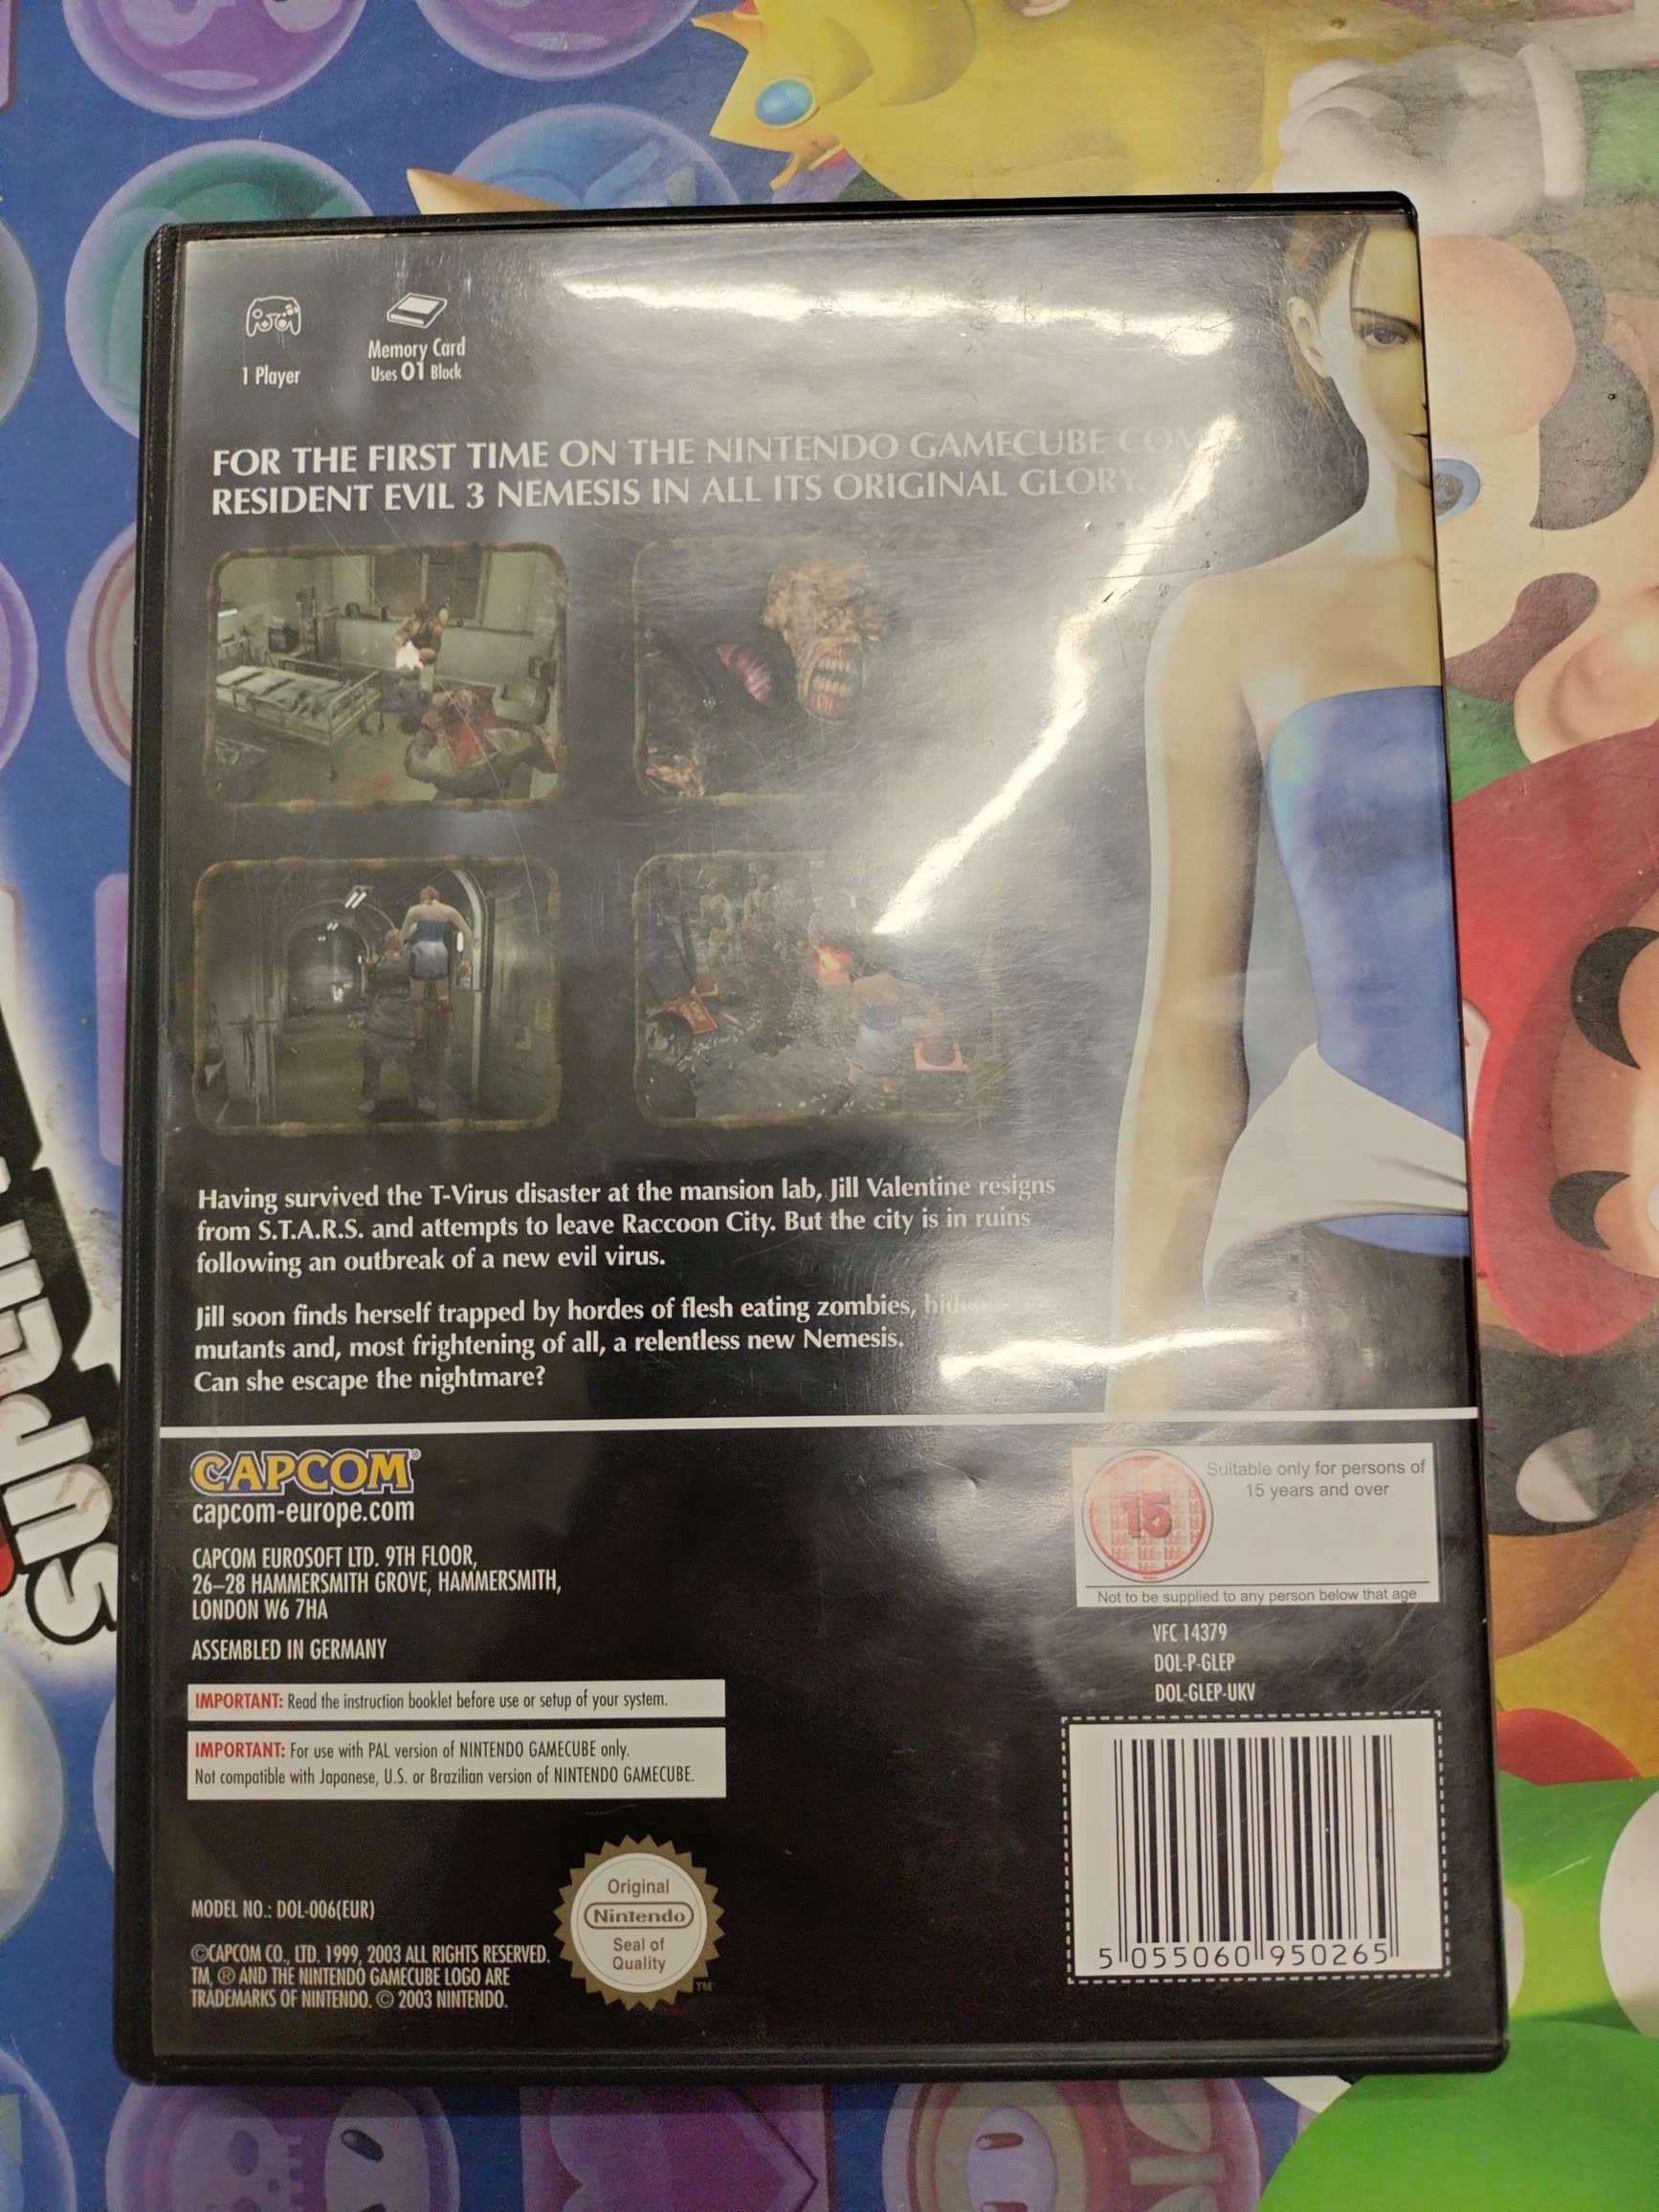 1 Player
Memory Card
Uses 01 Block
FOR THE FIRST TIME ON THE NINTENDO GAMECUBE
RESIDENT EVIL 3 NEMESIS IN ALL ITS ORIGINAL GLORY.
Having survived the T-Virus disaster at the mansion lab, Jill Valentine resigns
from S.T.A.R.S. and attempts to leave Raccoon City. But the city is in ruins
following an outbreak of a new evil virus.
Jill soon finds herself trapped by hordes of flesh eating zombies,
mutants and, most frightening of all, a relentless new Nemesis.
Can she escape the nightmare?
CAPCOM®
capcom-europe.com
CAPCOM EUROSOFT LTD. 9TH FLOOR,
26–28 HAMMERSMITH GROVE, HAMMERSMITH,
LONDON W6 7HA
ASSEMBLED IN GERMANY
IMPORTANT: Read the instruction booklet before use or setup of your system.
IMPORTANT: For use with PAL version of NINTENDO GAMECUBE only.
Not compatible with Japanese, U.S. or Brazilian version of NINTENDO GAMECUBE.
MODEL NO.: DOL-006(EUR)
©CAPCOM CO., LTD. 1999, 2003 ALL RIGHTS RESERVED.
TM, ® AND THE NINTENDO GAMECUBE LOGO ARE
TRADEMARKS OF NINTENDO. © 2003 NINTENDO.
Original
Nintendo
Seal of
Quality
TM
15
Suitable only for persons of
15 years and over
Not to be supplied to any person below that age
VFC 14379
DOL-P-GLEP
DOL-GLEP-UKV
5 055060 950265